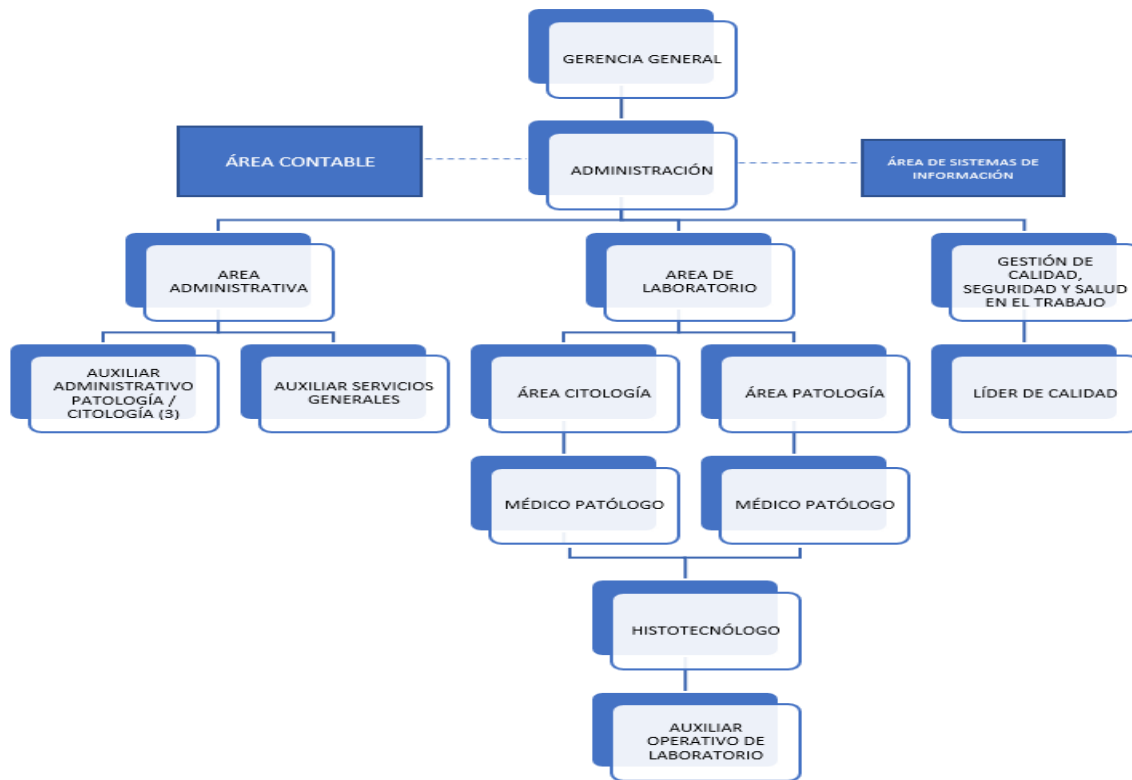 GERENCIA GENERAL
ÁREA CONTABLE
ADMINISTRACIÓN
ÁREA DE SISTEMAS DE
INFORMACIÓN
AREA
ADMINISTRATIVA
AREA DE
LABORATORIO
GESTIÓN DE
CALIDAD,
SEGURIDAD Y SALUD
EN EL TRABAJO
AUXILIAR
ADMINISTRATIVO
PATOLOGÍA /
CITOLOGÍA (3)
AUXILIAR SERVICIOS
GENERALES
ÁREA CITOLOGÍA
ÁREA PATOLOGÍA
LÍDER DE CALIDAD
MÉDICO PATÓLOGO
MÉDICO PATÓLOGO
HISTOTECNÓLOGO
AUXILIAR
OPERATIVO DE
LABORATORIO